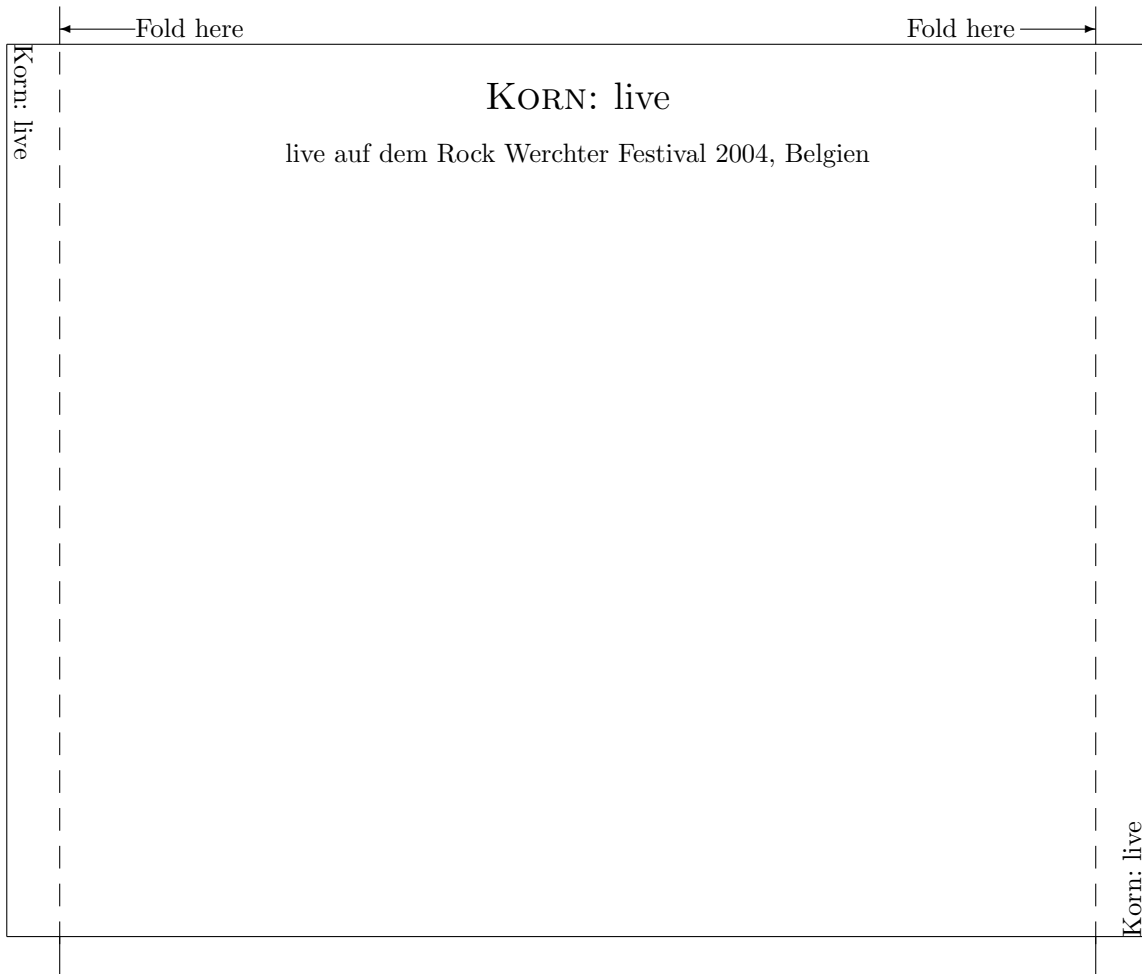 Fold here
Fold here
Korn: live
KORN: live
live auf dem Rock Werchter Festival 2004, Belgien
Korn: live